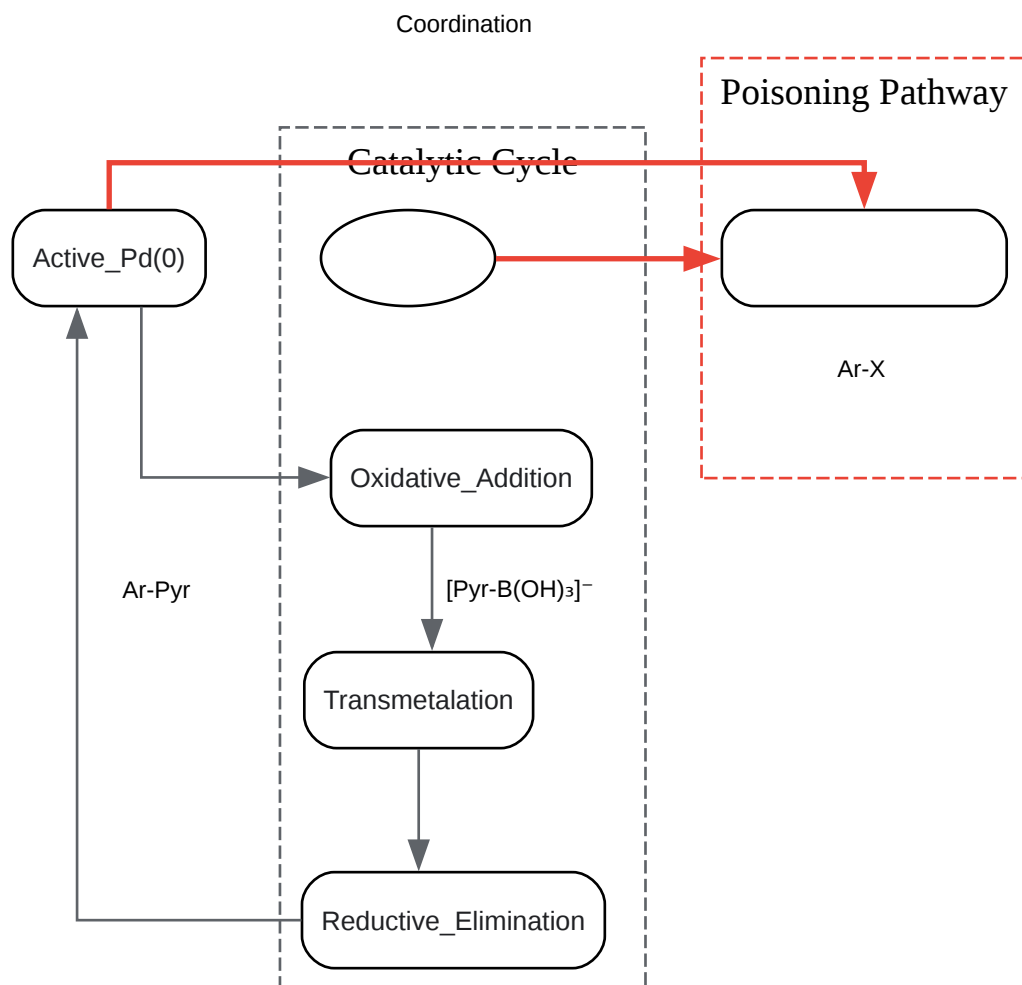 Coordination
Poisoning Pathway
Catalytic Cycle
Active_Pd(0)
Ar-X
Oxidative_Addition
Ar-Pyr
[Pyr-B(OH)₃]⁻
Transmetalation
Reductive_Elimination